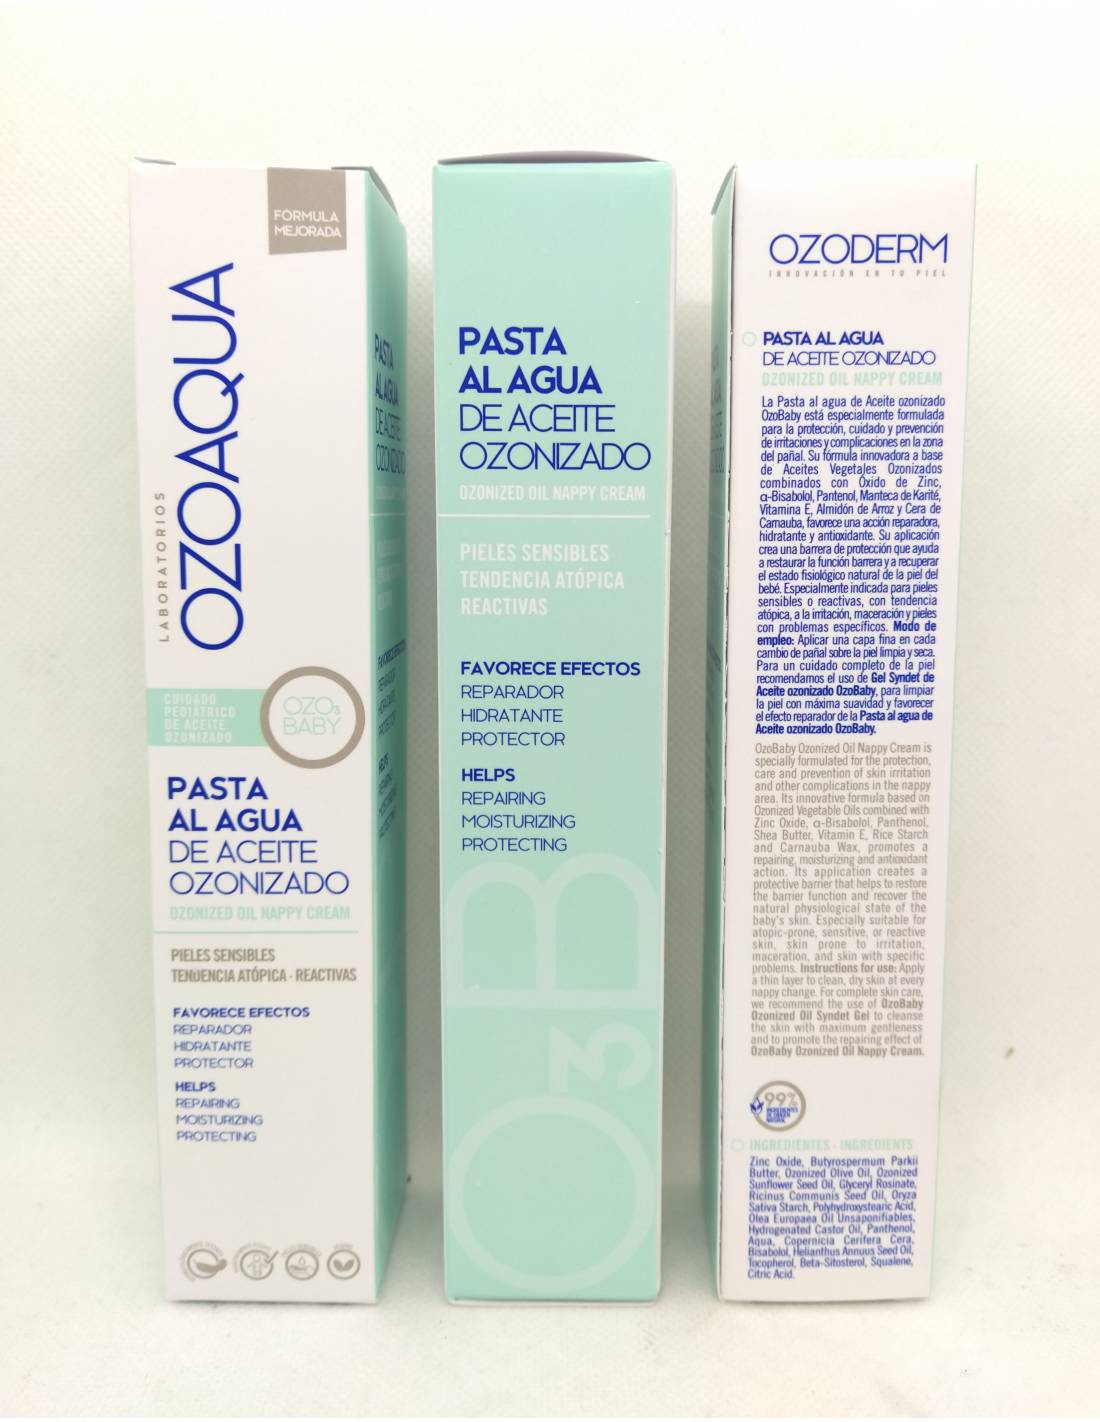 FÓRMULA
MEJORADA
LABORATORIOS
OZOAQUA
CUIDADO
PEDIÁTRICO
DE ACEITE
OZONIZADO
OZO3
BABY
PASTA
AL AGUA
DE ACEITE
OZONIZADO
OZONIZED OIL NAPPY CREAM
PIELES SENSIBLES
TENDENCIA ATÓPICA · REACTIVAS
FAVORECE EFECTOS
REPARADOR
HIDRATANTE
PROTECTOR
HELPS
REPAIRING
MOISTURIZING
PROTECTING
PASTA
AL AGUA
DE ACEITE
OZONIZADO
PASTA
AL AGUA
DE ACEITE
OZONIZADO
OZONIZED OIL NAPPY CREAM
PIELES SENSIBLES
TENDENCIA ATÓPICA
REACTIVAS
FAVORECE EFECTOS
REPARADOR
HIDRATANTE
PROTECTOR
HELPS
REPAIRING
MOISTURIZING
PROTECTING
O3B
OZODERM
INNOVACIÓN EN TU PIEL
PASTA AL AGUA
DE ACEITE OZONIZADO
OZONIZED OIL NAPPY CREAM
La Pasta al agua de Aceite ozonizado
OzoBaby está especialmente formulada
para la protección, cuidado y prevención
de irritaciones y complicaciones en la zona
del pañal. Su fórmula innovadora a base
de Aceites Vegetales Ozonizados
combinados con Óxido de Zinc,
α-Bisabolol, Pantenol, Manteca de Karité,
Vitamina E, Almidón de Arroz y Cera de
Carnauba, favorece una acción reparadora,
hidratante y antioxidante. Su aplicación
crea una barrera de protección que ayuda
a restaurar la función barrera y a recuperar
el estado fisiológico natural de la piel del
bebé. Especialmente indicada para pieles
sensibles o reactivas, con tendencia
atópica, a la irritación, maceración y pieles
con problemas específicos. Modo de
empleo: Aplicar una capa fina en cada
cambio de pañal sobre la piel limpia y seca.
Para un cuidado completo de la piel
recomendamos el uso de Gel Syndet de
Aceite ozonizado OzoBaby, para limpiar
la piel con máxima suavidad y favorecer
el efecto reparador de la Pasta al agua de
Aceite ozonizado OzoBaby.
OzoBaby Ozonized Oil Nappy Cream is
specially formulated for the protection,
care and prevention of skin irritation
and other complications in the nappy
area. Its innovative formula based on
Ozonized Vegetable Oils combined with
Zinc Oxide, α-Bisabolol, Panthenol,
Shea Butter, Vitamin E, Rice Starch
and Carnauba Wax, promotes a
repairing, moisturizing and antioxidant
action. Its application creates a
protective barrier that helps to restore
the barrier function and recover the
natural physiological state of the
baby's skin. Especially suitable for
atopic-prone, sensitive, or reactive
skin, skin prone to irritation,
maceration, and skin with specific
problems. Instructions for use: Apply
a thin layer to clean, dry skin at every
nappy change. For complete skin care,
we recommend the use of OzoBaby
Ozonized Oil Syndet Gel to cleanse
the skin with maximum gentleness
and to promote the repairing effect of
OzoBaby Ozonized Oil Nappy Cream.
99%
INGREDIENTES
DE ORIGEN
NATURAL
INGREDIENTES · INGREDIENTS
Zinc Oxide, Butyrospermum Parkii
Butter, Ozonized Olive Oil, Ozonized
Sunflower Seed Oil, Glyceryl Rosinate,
Ricinus Communis Seed Oil, Oryza
Sativa Starch, Polyhydroxystearic Acid,
Olea Europaea Oil Unsaponifiables,
Hydrogenated Castor Oil, Panthenol,
Aqua, Copernicia Cerifera Cera,
Bisabolol, Helianthus Annuus Seed Oil,
Tocopherol, Beta-Sitosterol, Squalene,
Citric Acid.